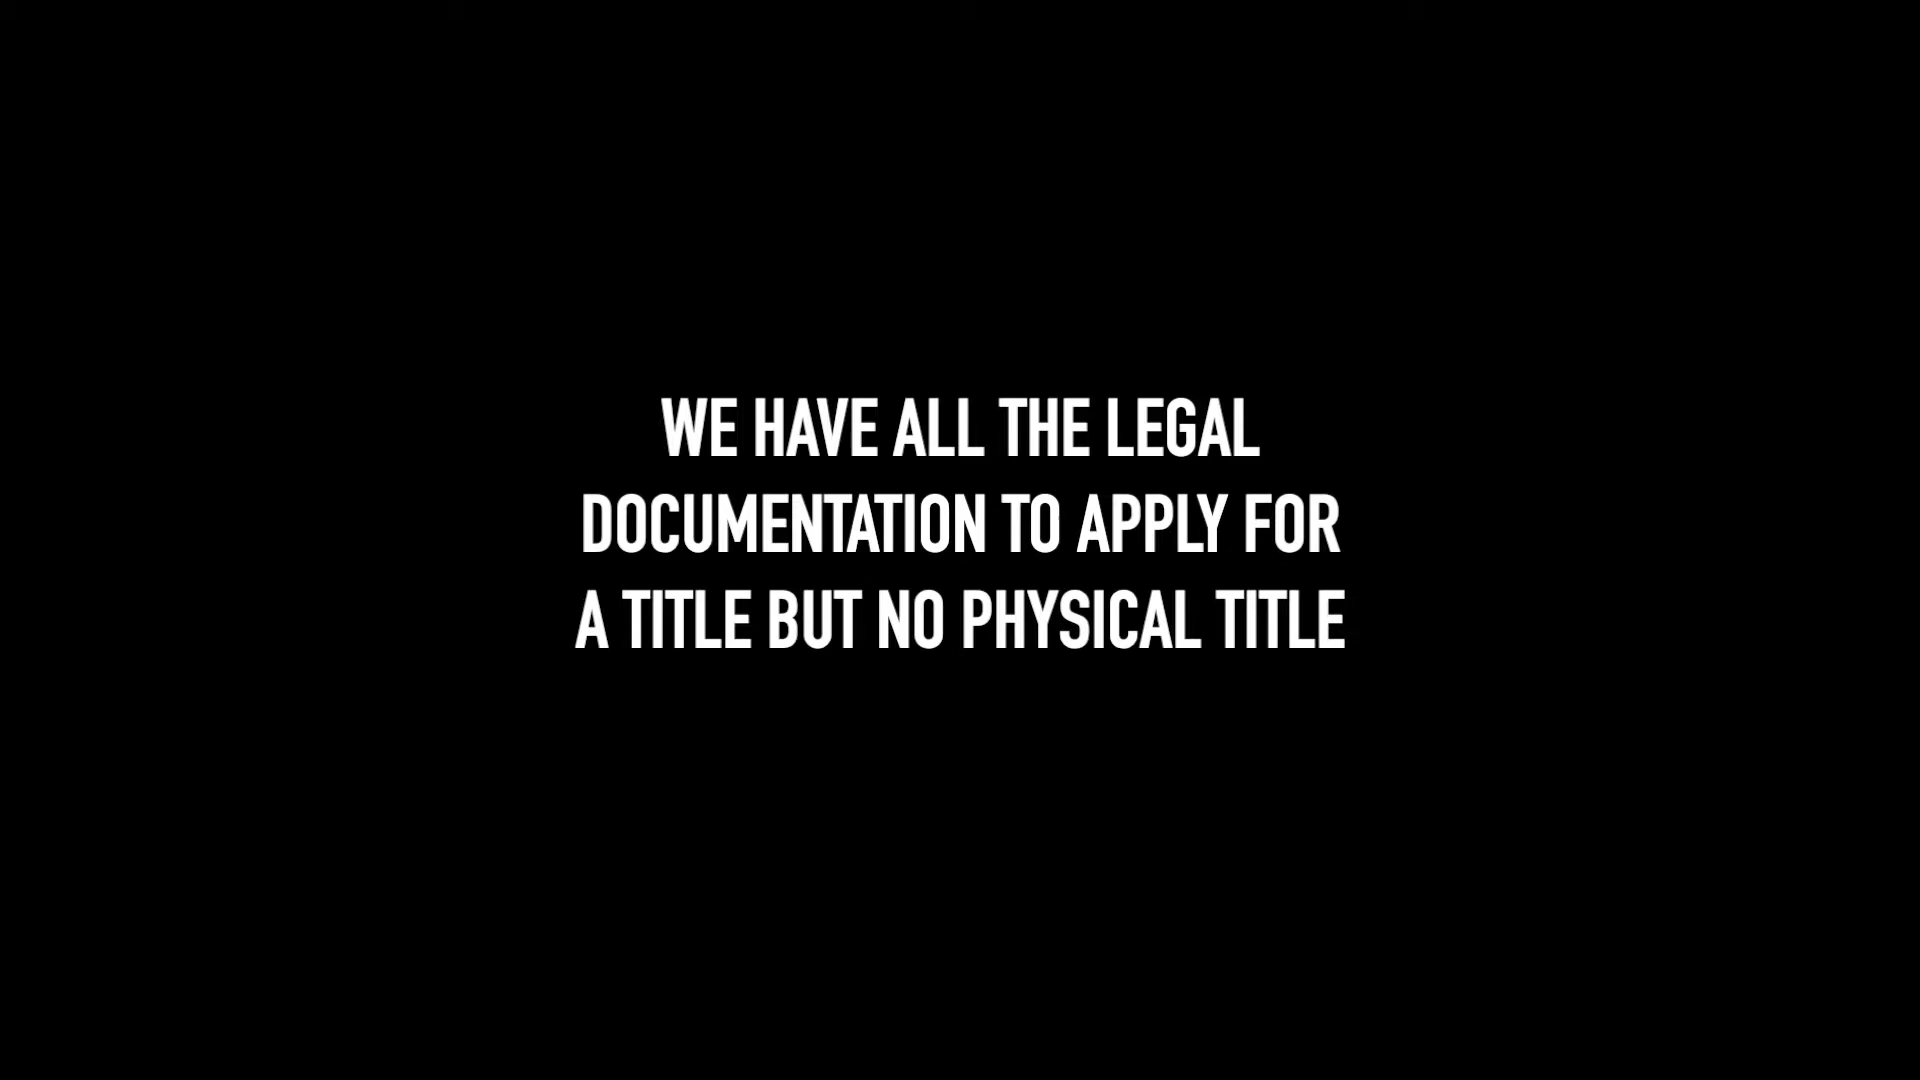 WE HAVE ALL THE LEGAL
DOCUMENTATION TO APPLY FOR
A TITLE BUT NO PHYSICAL TITLE